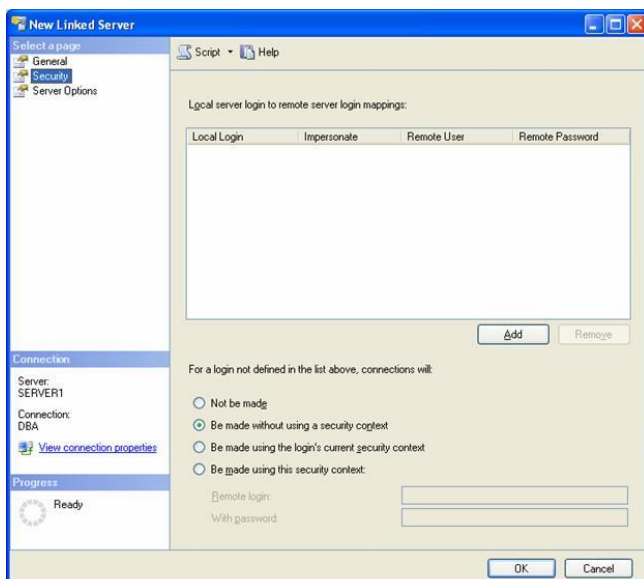 New Linked Server
Select a page
General
Security
Server Options
Script
Help
Local server login to remote server login mappings:
Local Login Impersonate Remote User Remote Password
Add Remove
Connection
Server:
SERVER1
Connection:
DBA
View connection properties
Progress
Ready
For a login not defined in the list above, connections will:
Not be made
Be made without using a security context
Be made using the login's current security context
Be made using this security context:
Remote login:
With password:
OK Cancel